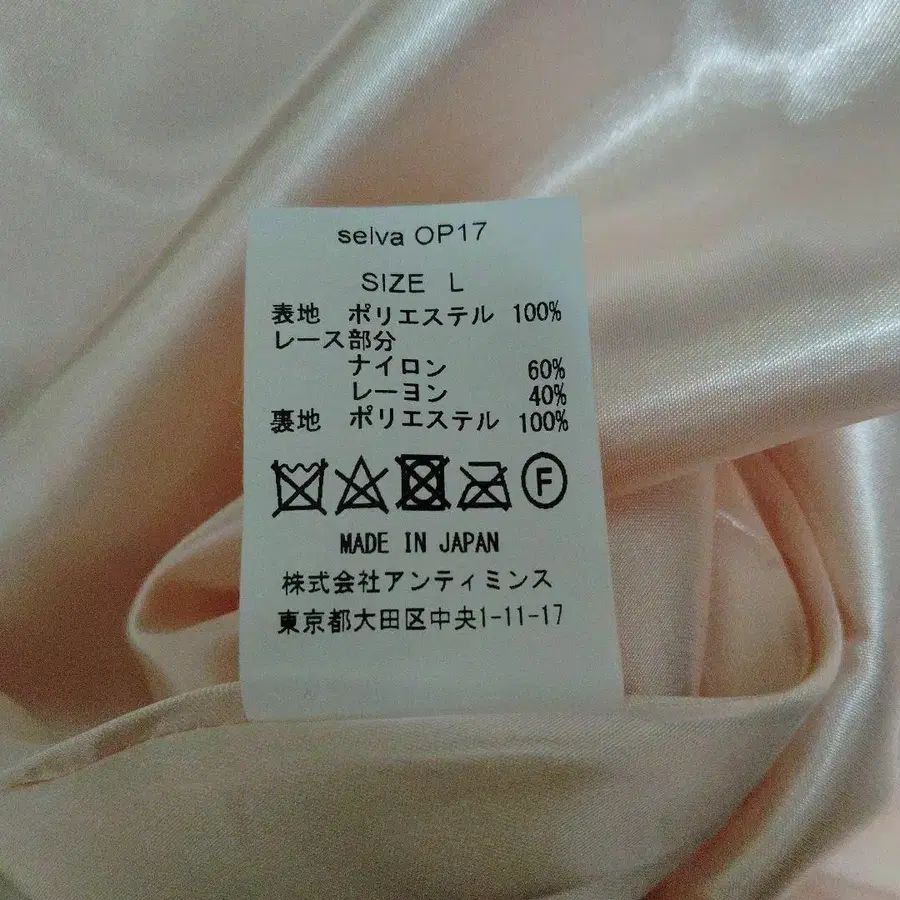 selva OP17
SIZE L
表地 ポリエステル 100%
レース部分
ナイロン 60%
レーヨン 40%
裏地 ポリエステル 100%
F
MADE IN JAPAN
株式会社アンティミンス
東京都大田区中央1-11-17